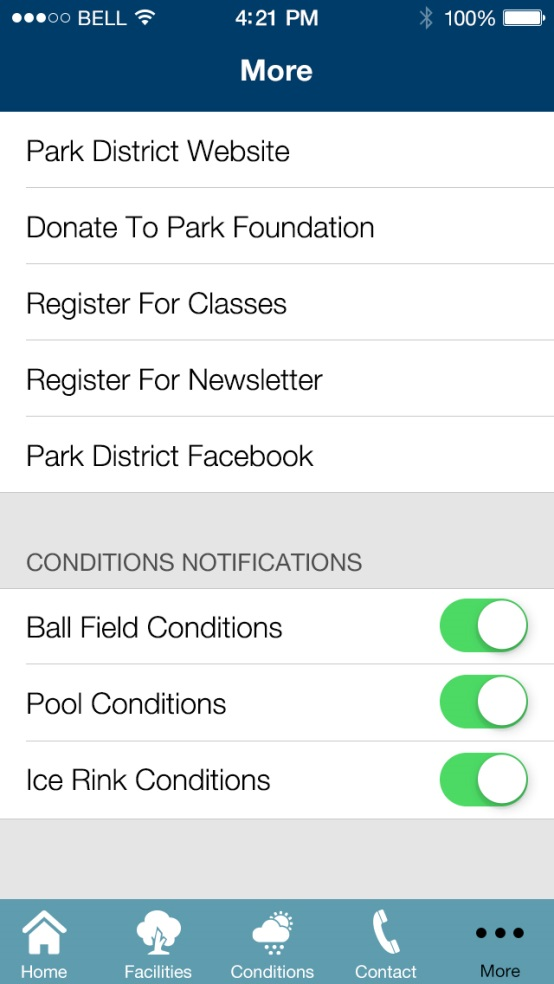 BELL 4:21 PM 100%
More
Park District Website
Donate To Park Foundation
Register For Classes
Register For Newsletter
Park District Facebook
CONDITIONS NOTIFICATIONS
Ball Field Conditions
Pool Conditions
Ice Rink Conditions
Home Facilities Conditions Contact More